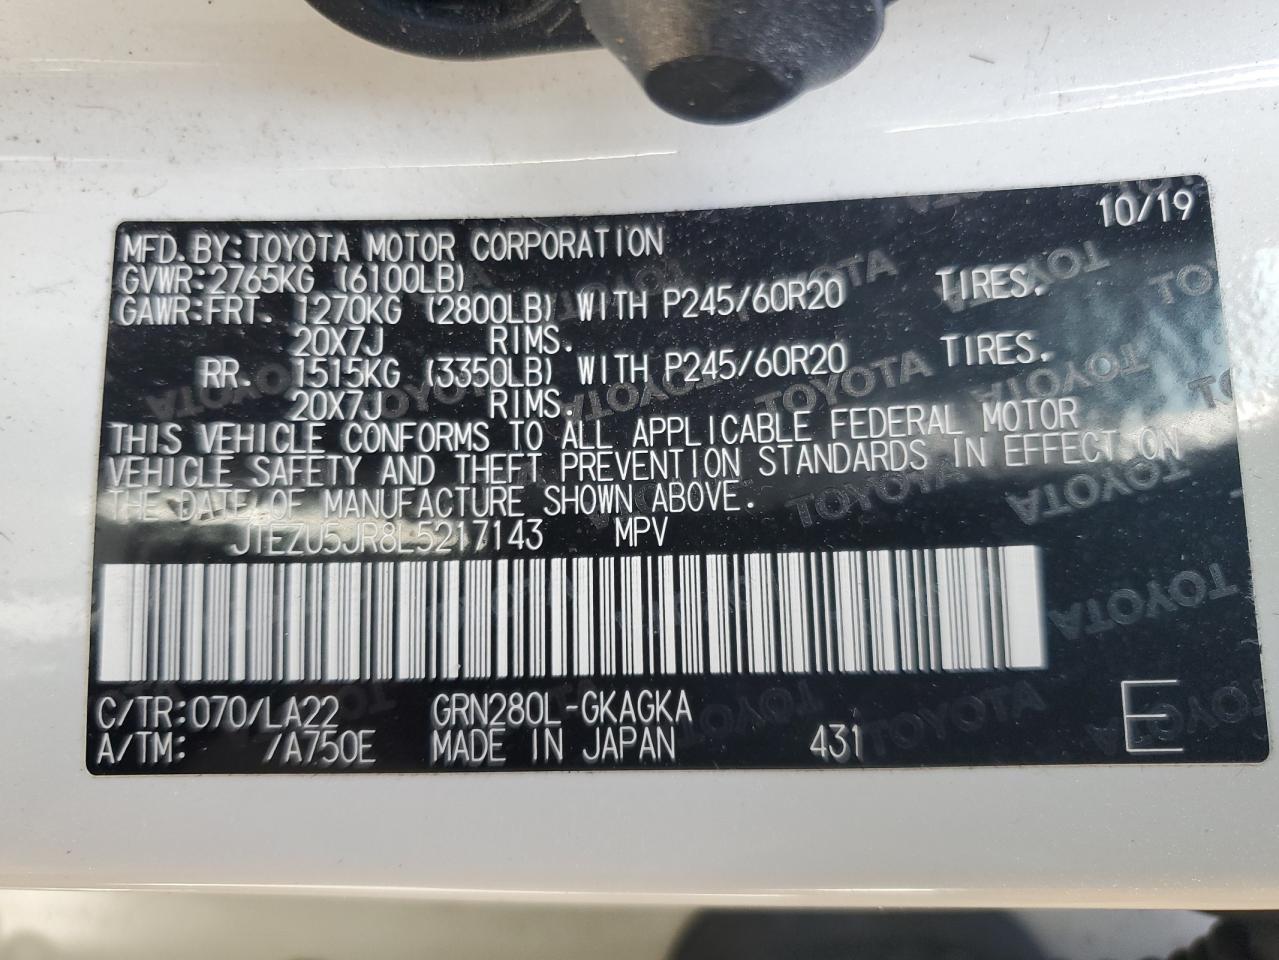 10/19
MFD.BY:TOYOTA MOTOR CORPORATION
GVWR:2765KG (6100LB)
GAWR:FRT. 1270KG (2800LB) WITH P245/60R20 TIRES.
20X7J RIMS.
RR. 1515KG (3350LB) WITH P245/60R20 TIRES.
20X7J RIMS.
THIS VEHICLE CONFORMS TO ALL APPLICABLE FEDERAL MOTOR
VEHICLE SAFETY AND THEFT PREVENTION STANDARDS IN EFFECT ON
THE DATE OF MANUFACTURE SHOWN ABOVE.
JTEZU5JR8L5217143 MPV
C/TR:070/LA22 GRN280L-GKAGKA
A/TM: /A750E MADE IN JAPAN 431 E